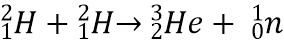 ²₁H + ²₁H → ³₂He + ¹₀n